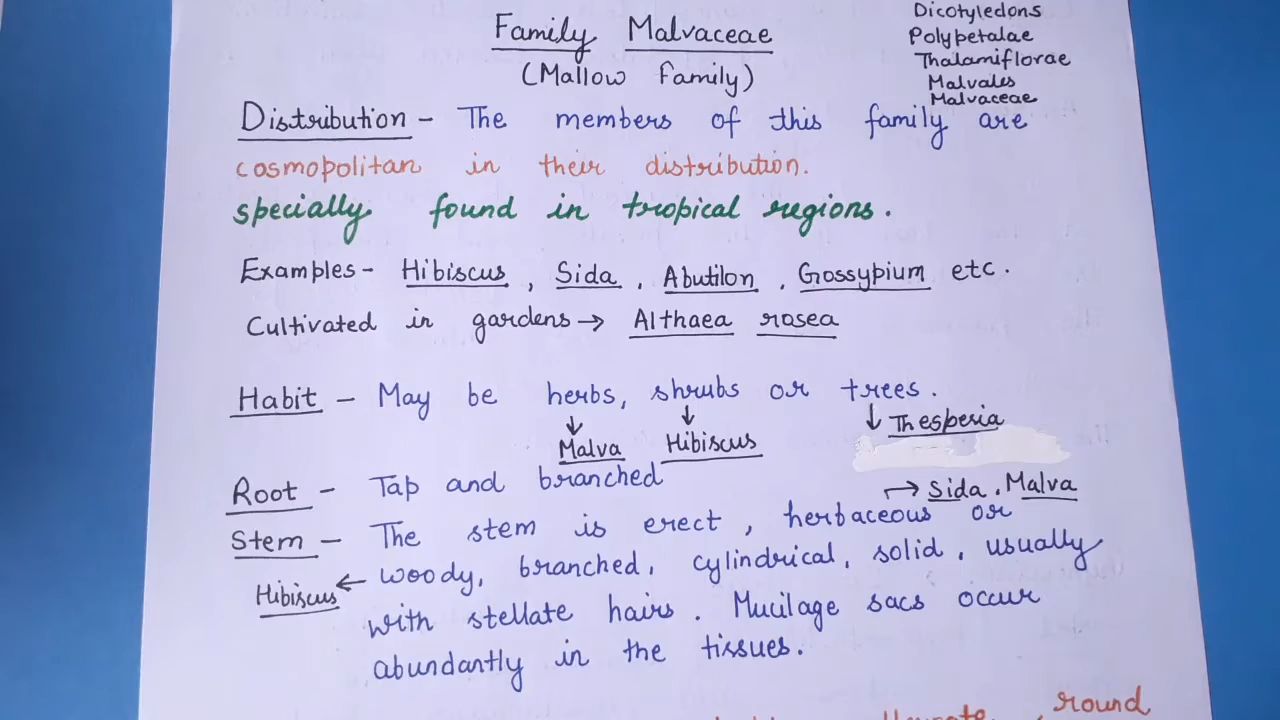 Family Malvaceae
(Mallow Family)
Dicotyledons
Polypetalae
Thalamiflorae
Malvales
Malvaceae
Distribution - The members of this family are
cosmopolitan in their distribution.
specially found in tropical regions.
Examples - Hibiscus, Sida, Abutilon, Gossypium etc.
Cultivated in gardens → Althaea rosea
Habit - May be herbs, shrubs or trees.
↓ Malva ↓ Hibiscus ↓ Thesperia
Root - Tap and branched
→ Sida, Malva
Stem - The stem is erect, herbaceous or
Hibiscus ← woody, branched, cylindrical, solid, usually
with stellate hairs. Mucilage sacs occur
abundantly in the tissues.
round